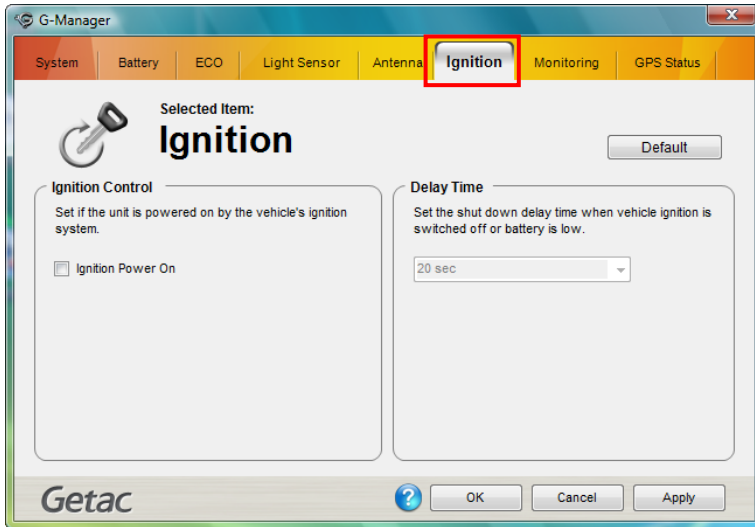 G-Manager
x
System Battery ECO Light Sensor Antenna Ignition Monitoring GPS Status
Selected Item:
Ignition
Default
Ignition Control
Set if the unit is powered on by the vehicle's ignition
system.
Ignition Power On
Delay Time
Set the shut down delay time when vehicle ignition is
switched off or battery is low.
20 sec
Getac
?
OK Cancel Apply